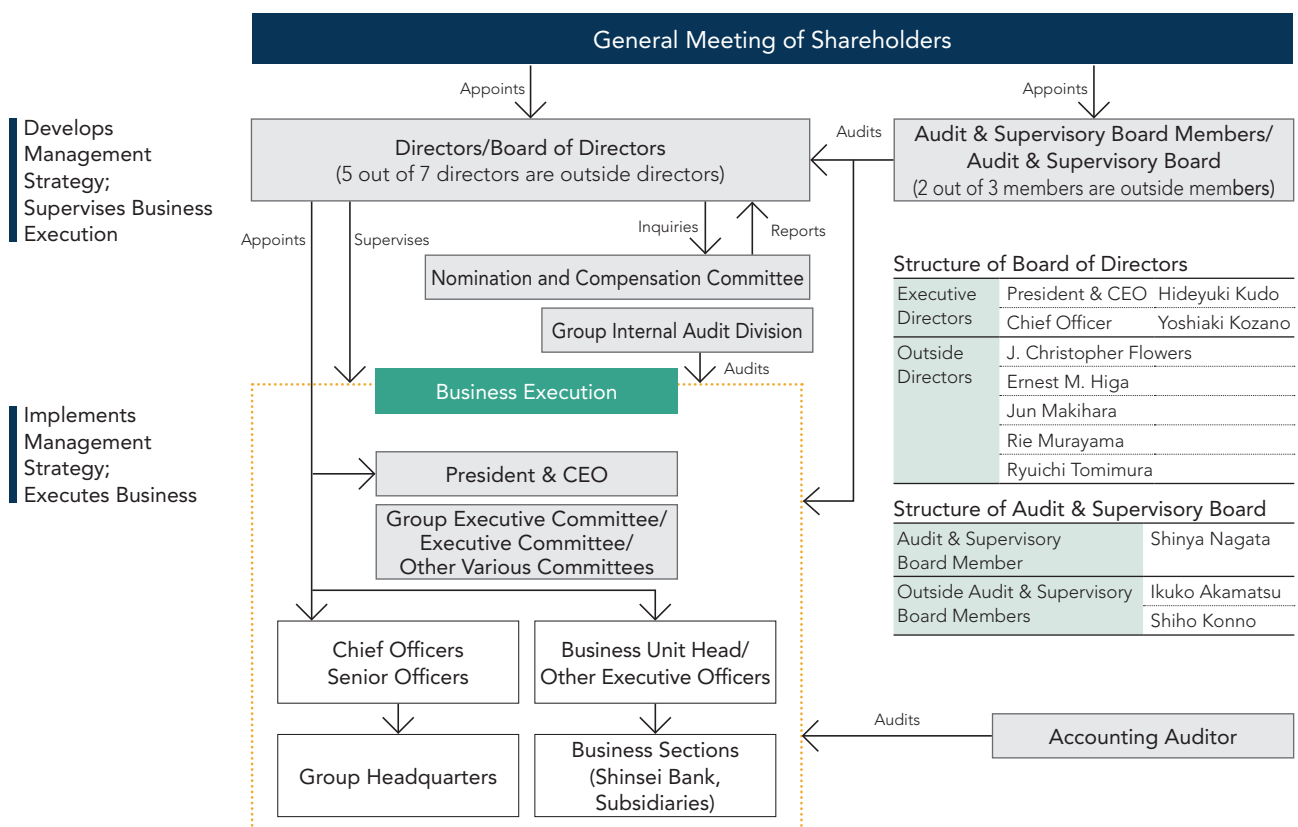 General Meeting of Shareholders
Appoints
Appoints
Develops
Management
Strategy;
Supervises Business
Execution
Directors/Board of Directors
(5 out of 7 directors are outside directors)
Audits
Audit & Supervisory Board Members/
Audit & Supervisory Board
(2 out of 3 members are outside members)
Appoints
Supervises
Inquiries
Reports
Nomination and Compensation Committee
Group Internal Audit Division
Audits
Structure of Board of Directors
Executive Directors
President & CEO Hideyuki Kudo
Chief Officer Yoshiaki Kozano
Outside Directors
J. Christopher Flowers
Ernest M. Higa
Jun Makihara
Rie Murayama
Ryuichi Tomimura
Business Execution
Implements
Management
Strategy;
Executes Business
President & CEO
Group Executive Committee/
Executive Committee/
Other Various Committees
Structure of Audit & Supervisory Board
Audit & Supervisory
Board Member
Shinya Nagata
Outside Audit & Supervisory
Board Members
Ikuko Akamatsu
Shiho Konno
Chief Officers
Senior Officers
Business Unit Head/
Other Executive Officers
Group Headquarters
Business Sections
(Shinsei Bank,
Subsidiaries)
Audits
Accounting Auditor